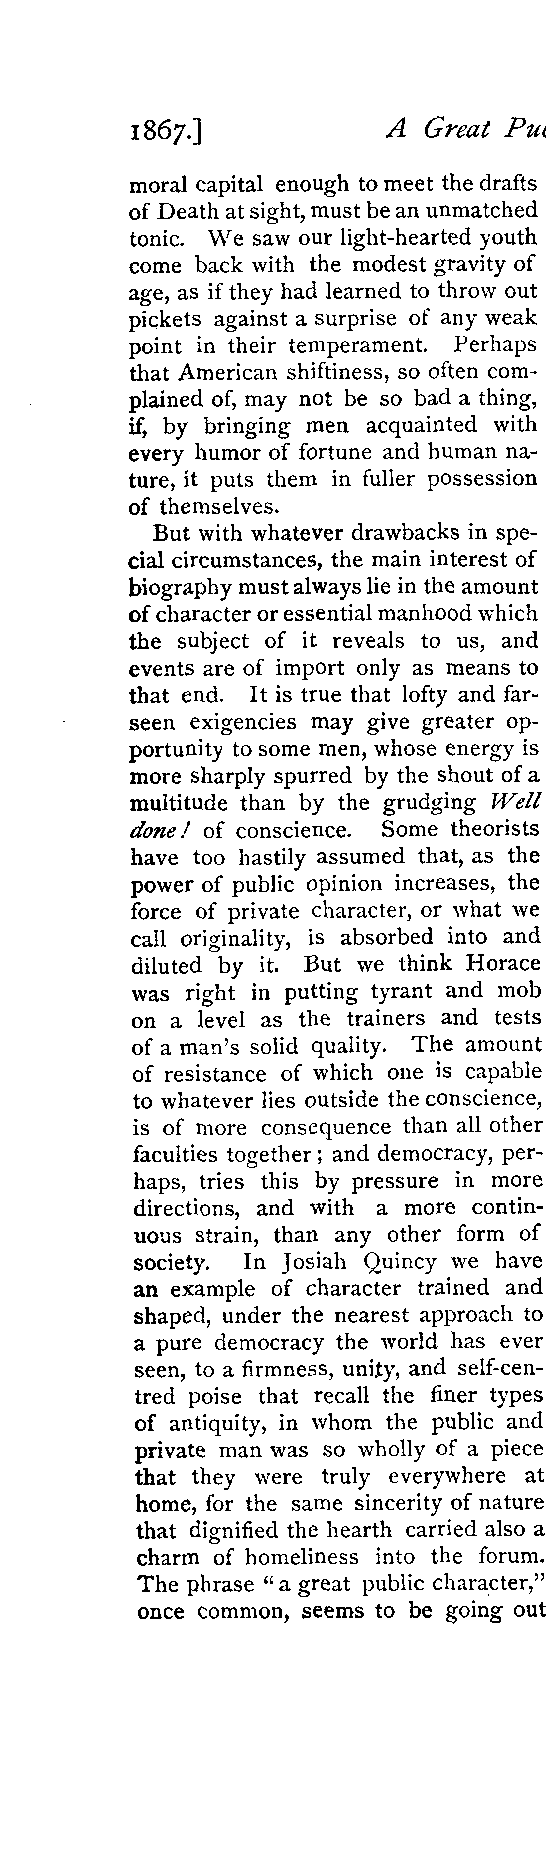 1867.] A Great Pu
moral capital enough to meet the drafts
of Death at sight, must be an unmatched
tonic. We saw our light-hearted youth
come back with the modest gravity of
age, as if they had learned to throw out
pickets against a surprise of any weak
point in their temperament. Perhaps
that American shiftiness, so often com-
plained of, may not be so bad a thing,
if, by bringing men acquainted with
every humor of fortune and human na-
ture, it puts them in fuller possession
of themselves.
But with whatever drawbacks in spe-
cial circumstances, the main interest of
biography must always lie in the amount
of character or essential manhood which
the subject of it reveals to us, and
events are of import only as means to
that end. It is true that lofty and far-
seen exigencies may give greater op-
portunity to some men, whose energy is
more sharply spurred by the shout of a
multitude than by the grudging Well
done! of conscience. Some theorists
have too hastily assumed that, as the
power of public opinion increases, the
force of private character, or what we
call originality, is absorbed into and
diluted by it. But we think Horace
was right in putting tyrant and mob
on a level as the trainers and tests
of a man's solid quality. The amount
of resistance of which one is capable
to whatever lies outside the conscience,
is of more consequence than all other
faculties together; and democracy, per-
haps, tries this by pressure in more
directions, and with a more contin-
uous strain, than any other form of
society. In Josiah Quincy we have
an example of character trained and
shaped, under the nearest approach to
a pure democracy the world has ever
seen, to a firmness, unity, and self-cen-
tred poise that recall the finer types
of antiquity, in whom the public and
private man was so wholly of a piece
that they were truly everywhere at
home, for the same sincerity of nature
that dignified the hearth carried also a
charm of homeliness into the forum.
The phrase "a great public character,"
once common, seems to be going out